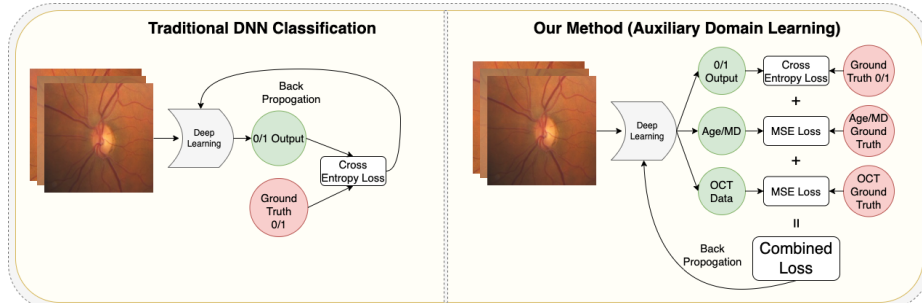 Traditional DNN Classification
Back
Propogation
Deep
Learning
0/1 Output
Cross
Entropy Loss
Ground
Truth
0/1
Our Method (Auxiliary Domain Learning)
0/1
Output
Cross
Entropy Loss
Ground
Truth 0/1
+
Deep
Learning
Age/MD
MSE Loss
Age/MD
Ground
Truth
+
OCT
Data
MSE Loss
OCT
Ground
Truth
=
Back
Propogation
Combined
Loss